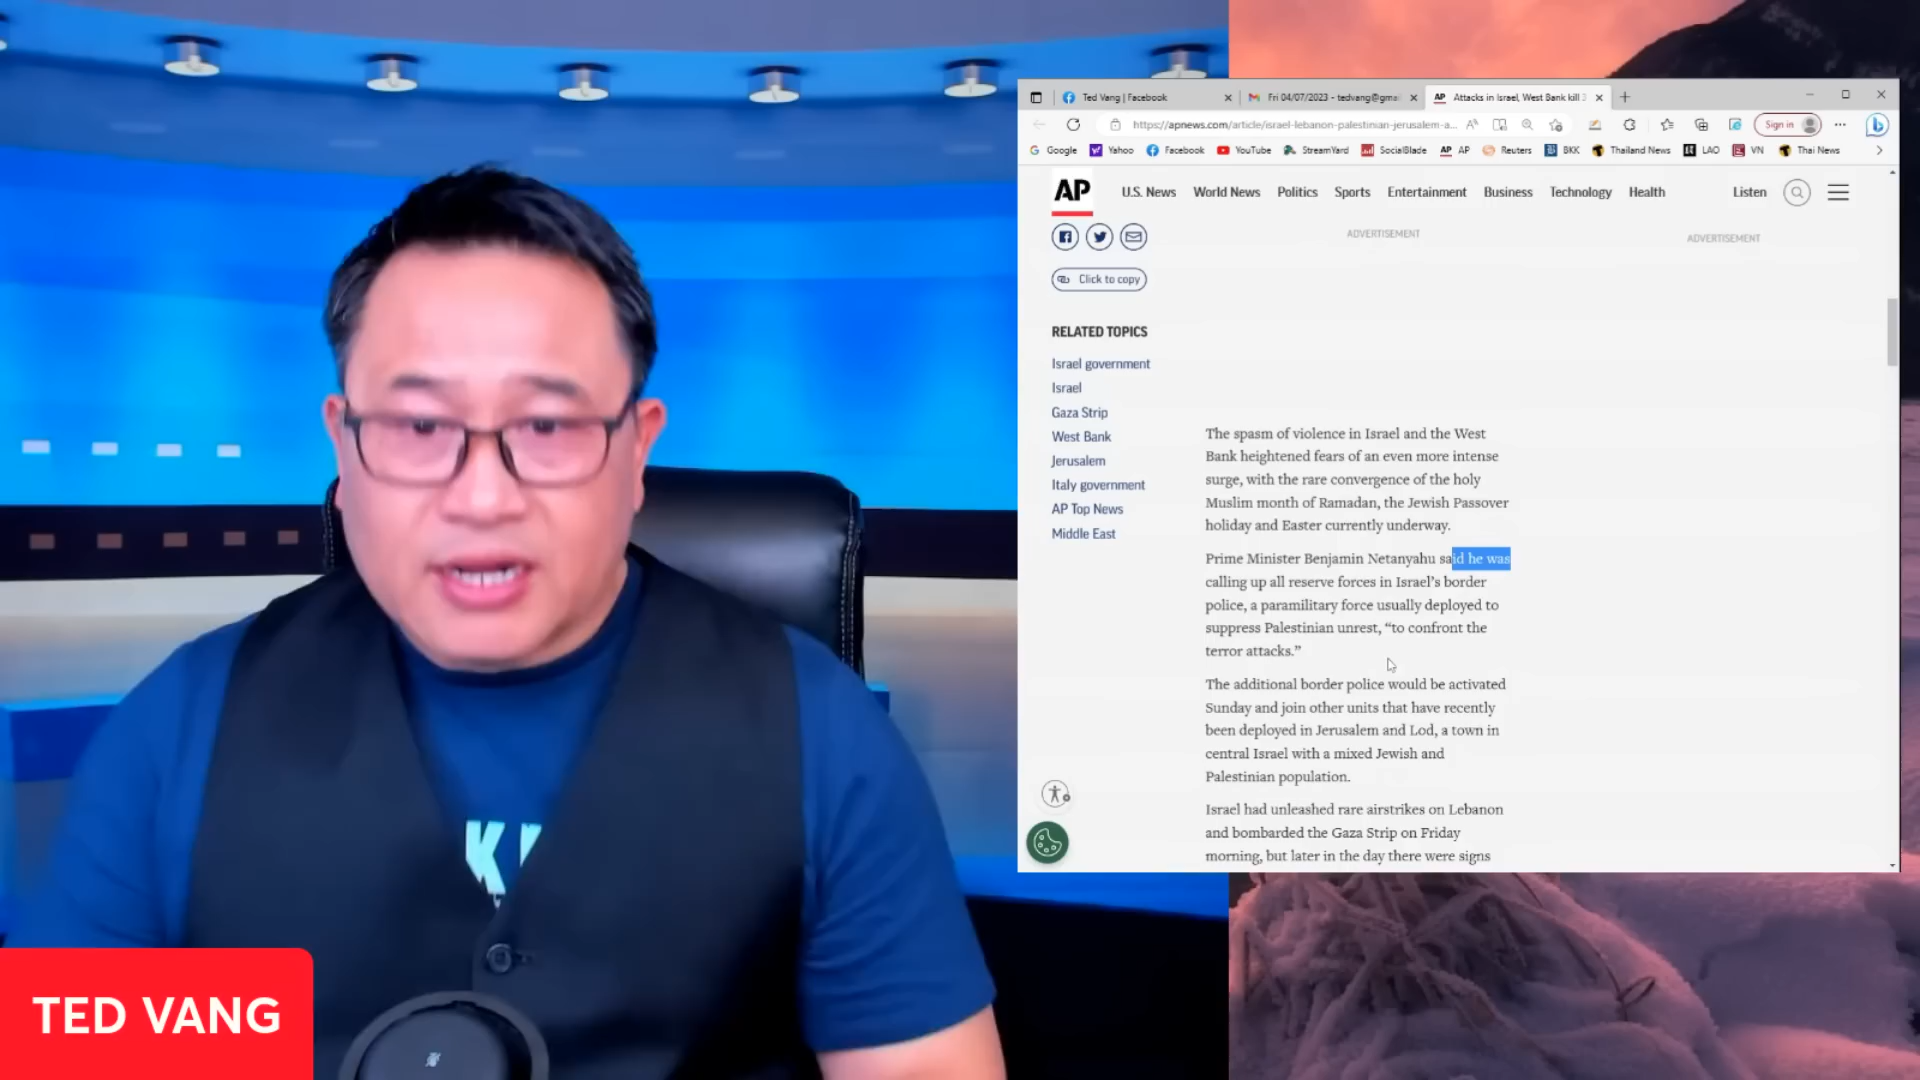 Ted Vang | Facebook
Fri 04/07/2023 - tedvang@gma
Attacks in Israel, West Bank kill 3
https://apnews.com/article/israel-lebanon-palestinian-jerusalem-a...
Sign in
Google Yahoo Facebook YouTube StreamYard SocialBlade AP AP Reuters BKK Thailand News LAO VN Thai News
AP U.S. News World News Politics Sports Entertainment Business Technology Health Listen
ADVERTISEMENT
ADVERTISEMENT
Click to copy
RELATED TOPICS
Israel government
Israel
Gaza Strip
West Bank
Jerusalem
Italy government
AP Top News
Middle East
The spasm of violence in Israel and the West
Bank heightened fears of an even more intense
surge, with the rare convergence of the holy
Muslim month of Ramadan, the Jewish Passover
holiday and Easter currently underway.
Prime Minister Benjamin Netanyahu said he was
calling up all reserve forces in Israel’s border
police, a paramilitary force usually deployed to
suppress Palestinian unrest, “to confront the
terror attacks.”
The additional border police would be activated
Sunday and join other units that have recently
been deployed in Jerusalem and Lod, a town in
central Israel with a mixed Jewish and
Palestinian population.
Israel had unleashed rare airstrikes on Lebanon
and bombarded the Gaza Strip on Friday
morning, but later in the day there were signs
TED VANG